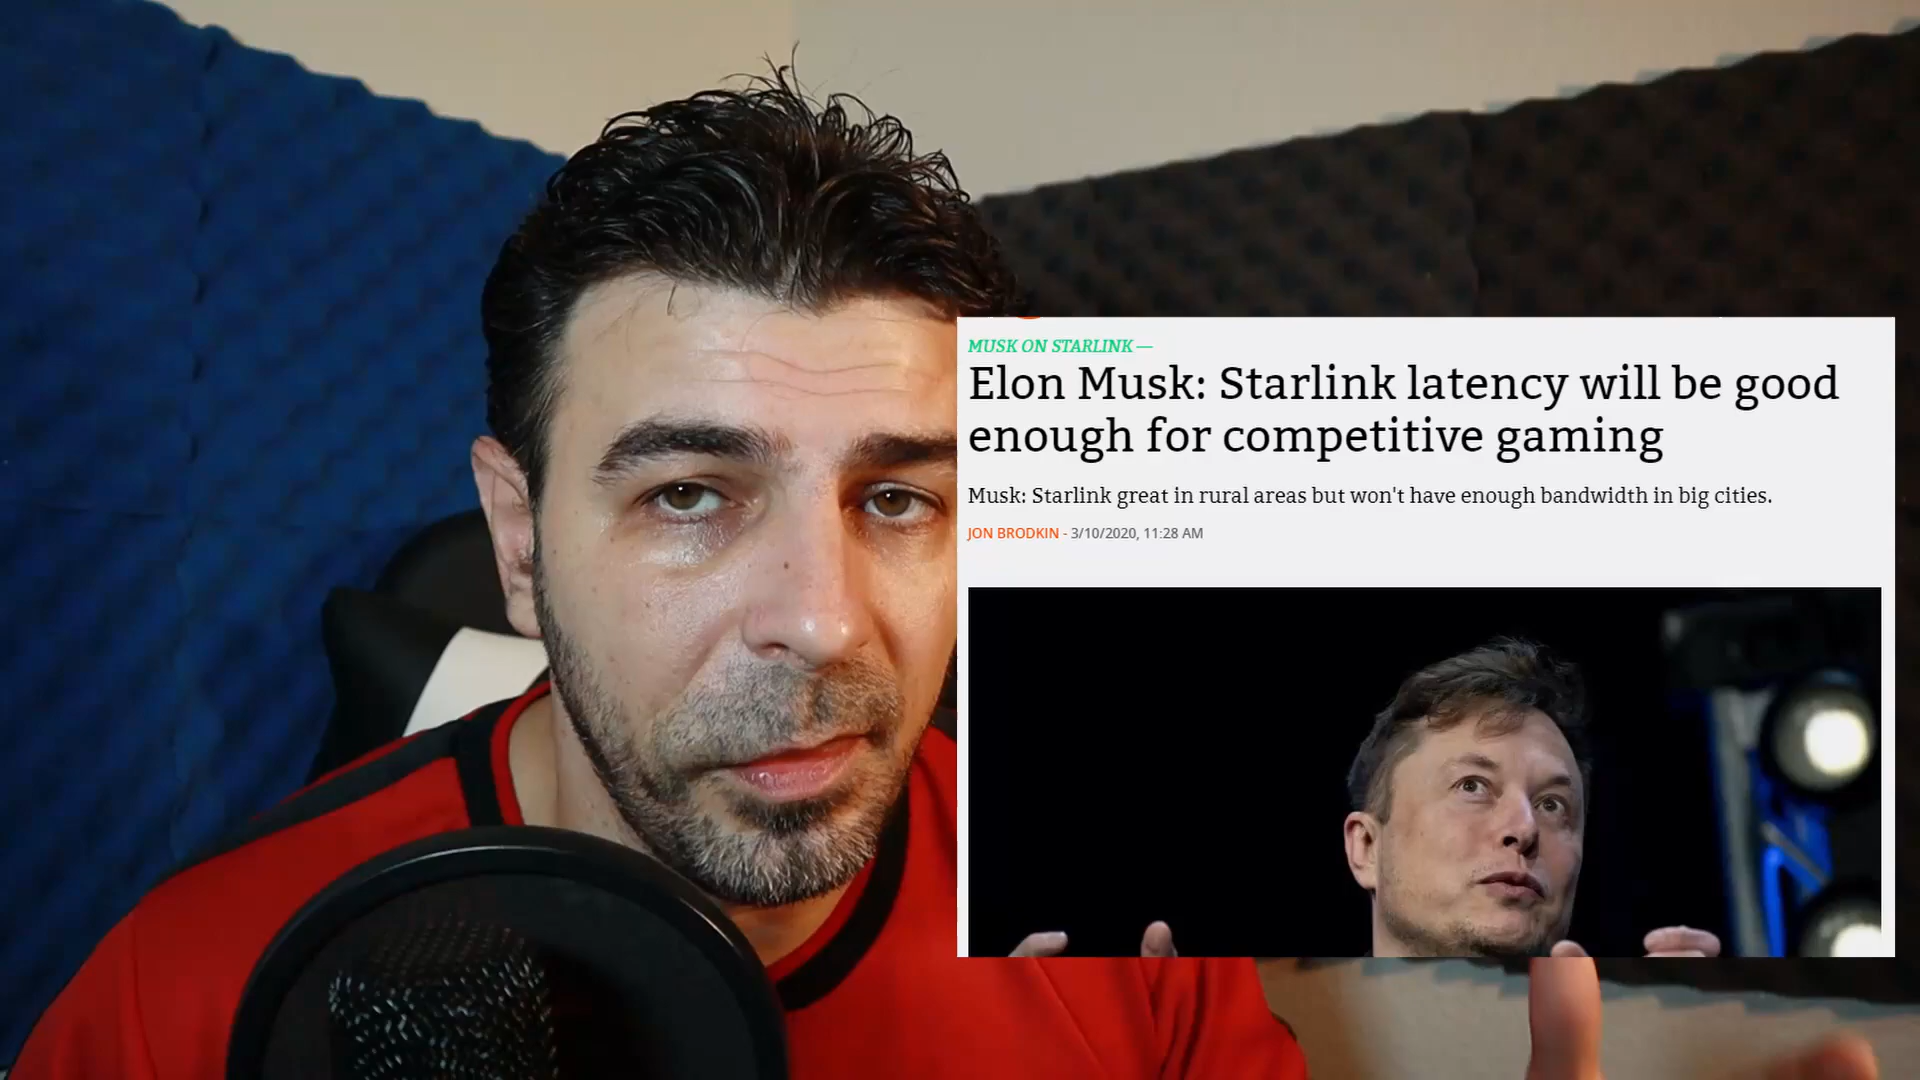 MUSK ON STARLINK —
Elon Musk: Starlink latency will be good
enough for competitive gaming
Musk: Starlink great in rural areas but won't have enough bandwidth in big cities.
JON BRODKIN - 3/10/2020, 11:28 AM